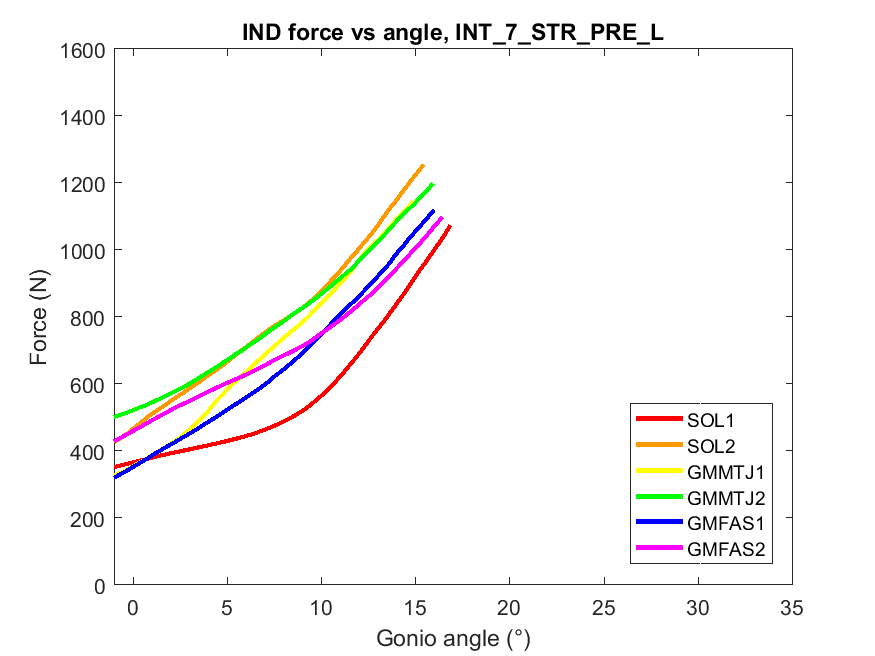 IND force vs angle, INT_7_STR_PRE_L
1600
1400
1200
1000
800
600
400
200
0
Force (N)
0 5 10 15 20 25 30 35
Gonio angle (°)
SOL1
SOL2
GMMTJ1
GMMTJ2
GMFAS1
GMFAS2